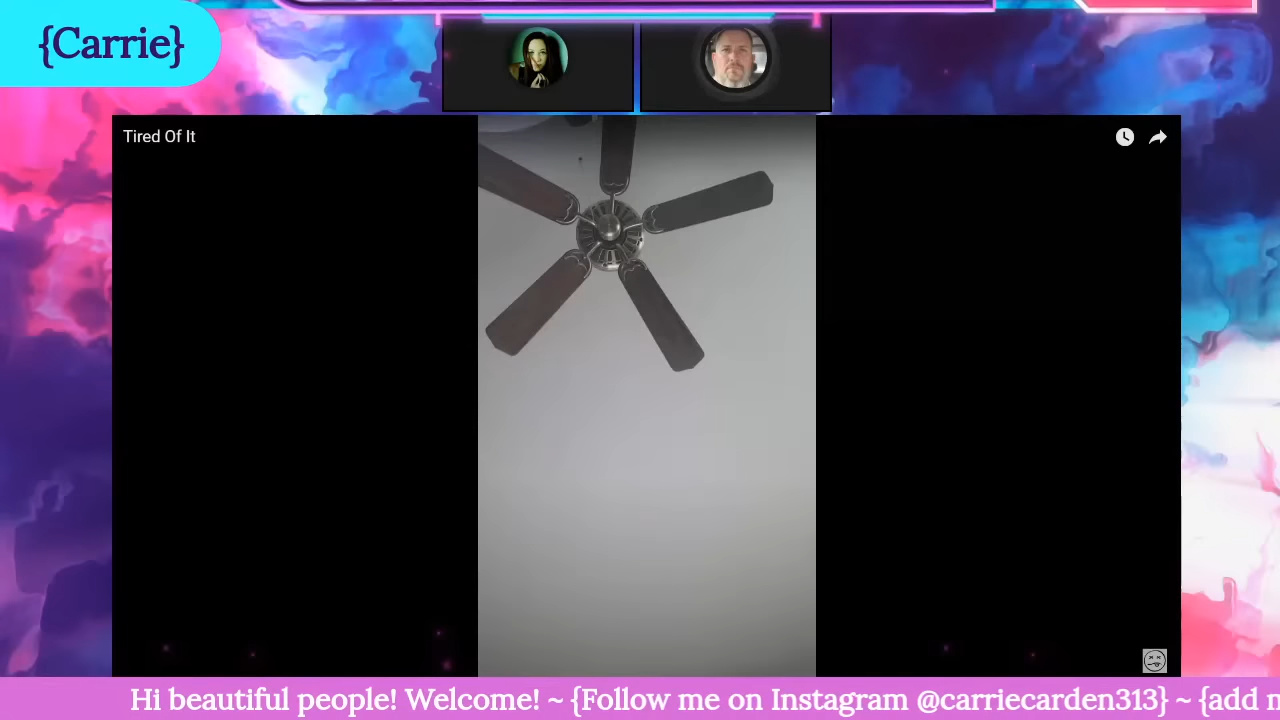 {Carrie}
Tired Of It
Hi beautiful people! Welcome! ~ {Follow me on Instagram @carriecarden313} ~ {add